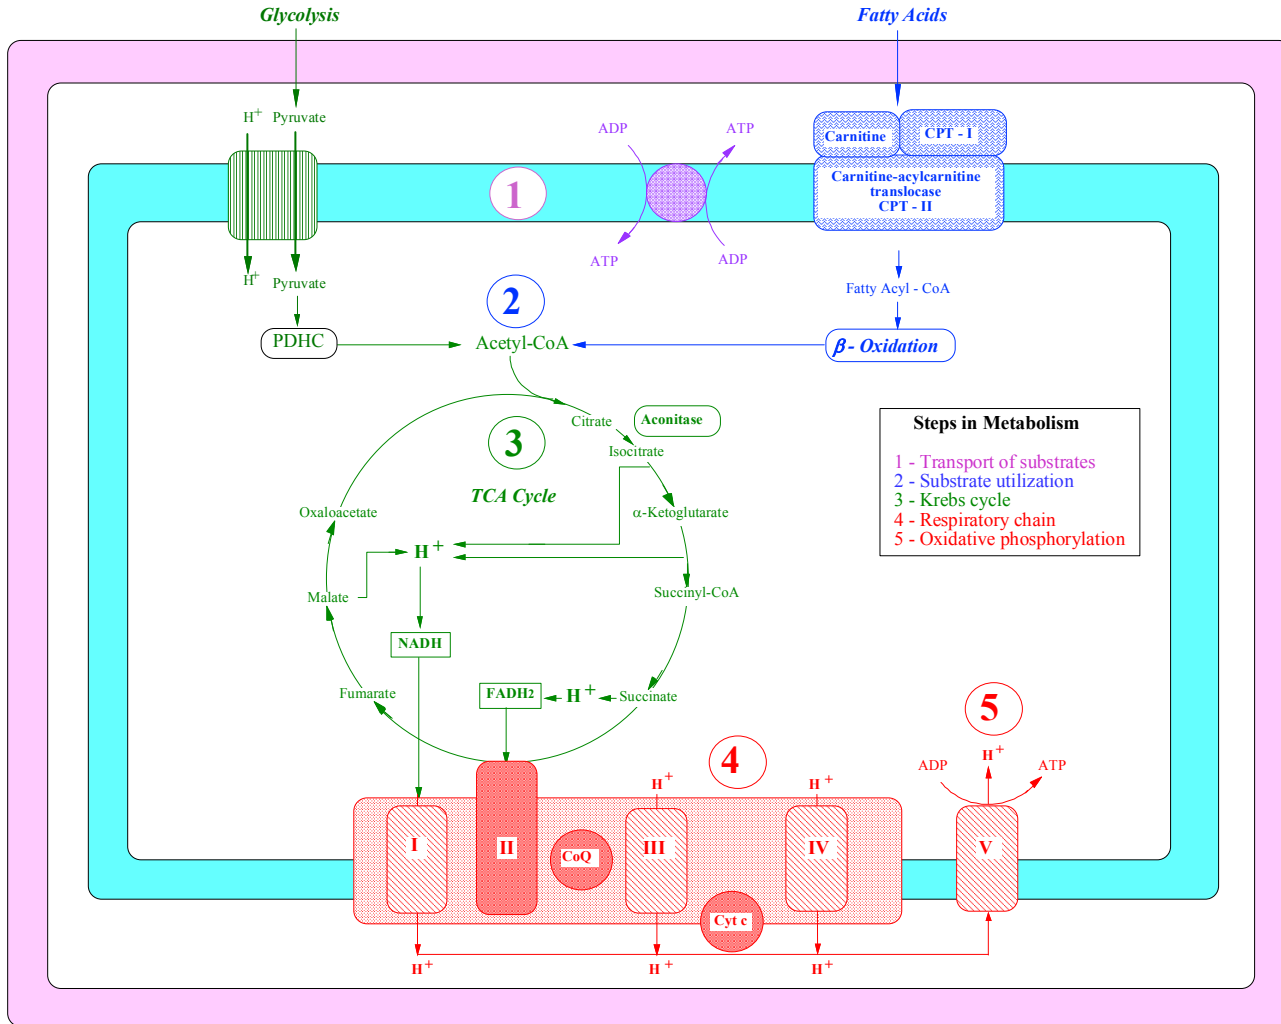 Glycolysis
Fatty Acids
H+ Pyruvate
ADP
ATP
Carnitine
CPT - I
Carnitine-acylcarnitine
translocase
CPT - II
1
ATP
ADP
H+ Pyruvate
Fatty Acyl - CoA
2
PDHC
Acetyl-CoA
β- Oxidation
Citrate
Aconitase
3
Isocitrate
TCA Cycle
Oxaloacetate
α-Ketoglutarate
H+
Malate
Succinyl-CoA
NADH
Fumarate
FADH2
H+
Succinate
Steps in Metabolism
1 - Transport of substrates
2 - Substrate utilization
3 - Krebs cycle
4 - Respiratory chain
5 - Oxidative phosphorylation
5
4
H+
ADP
ATP
H+
H+
I
II
CoQ
III
IV
V
Cyt c
H+
H+
H+